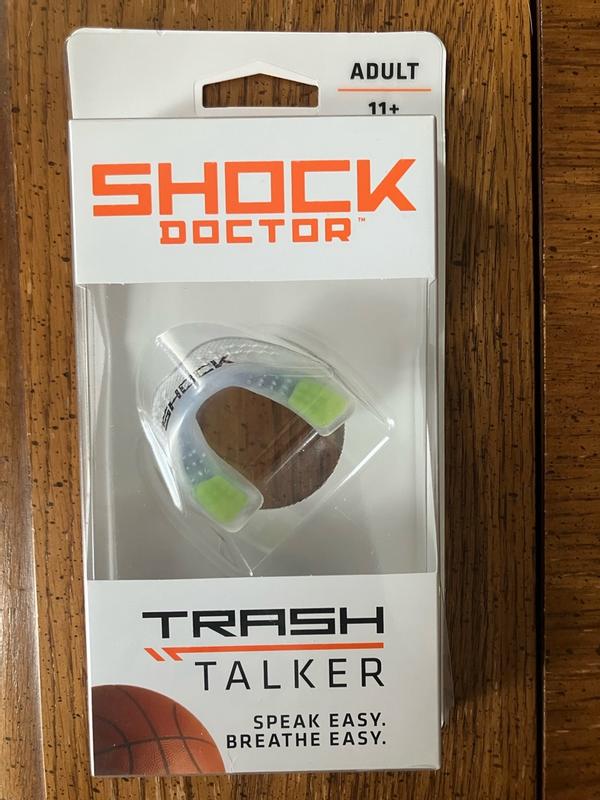 ADULT
11+
SHOCK
DOCTOR™
SHOCK
TRASH
TALKER
SPEAK EASY.
BREATHE EASY.